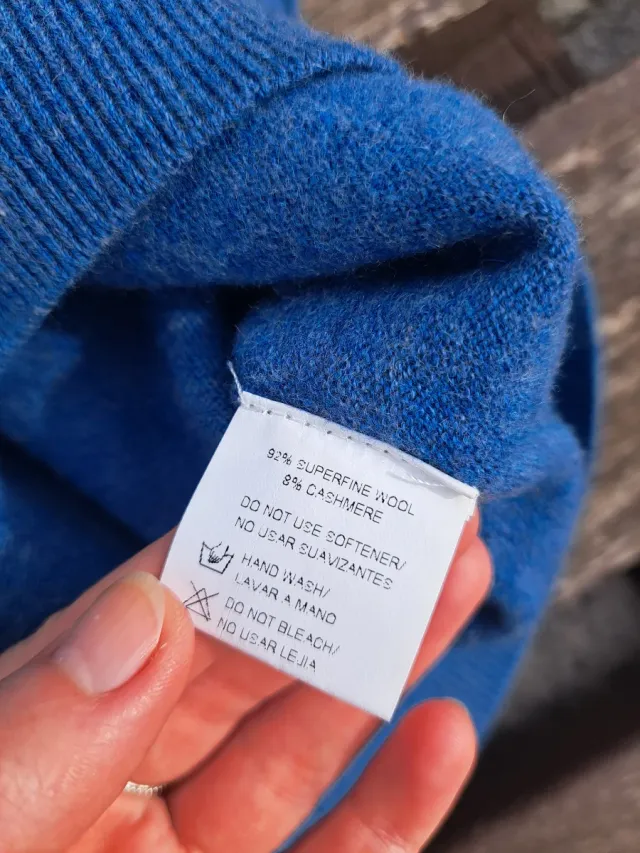 92% SUPERFINE WOOL
8% CASHMERE
DO NOT USE SOFTENER/
NO USAR SUAVIZANTES
HAND WASH/
LAVAR A MANO
DO NOT BLEACH/
NO USAR LEJIA